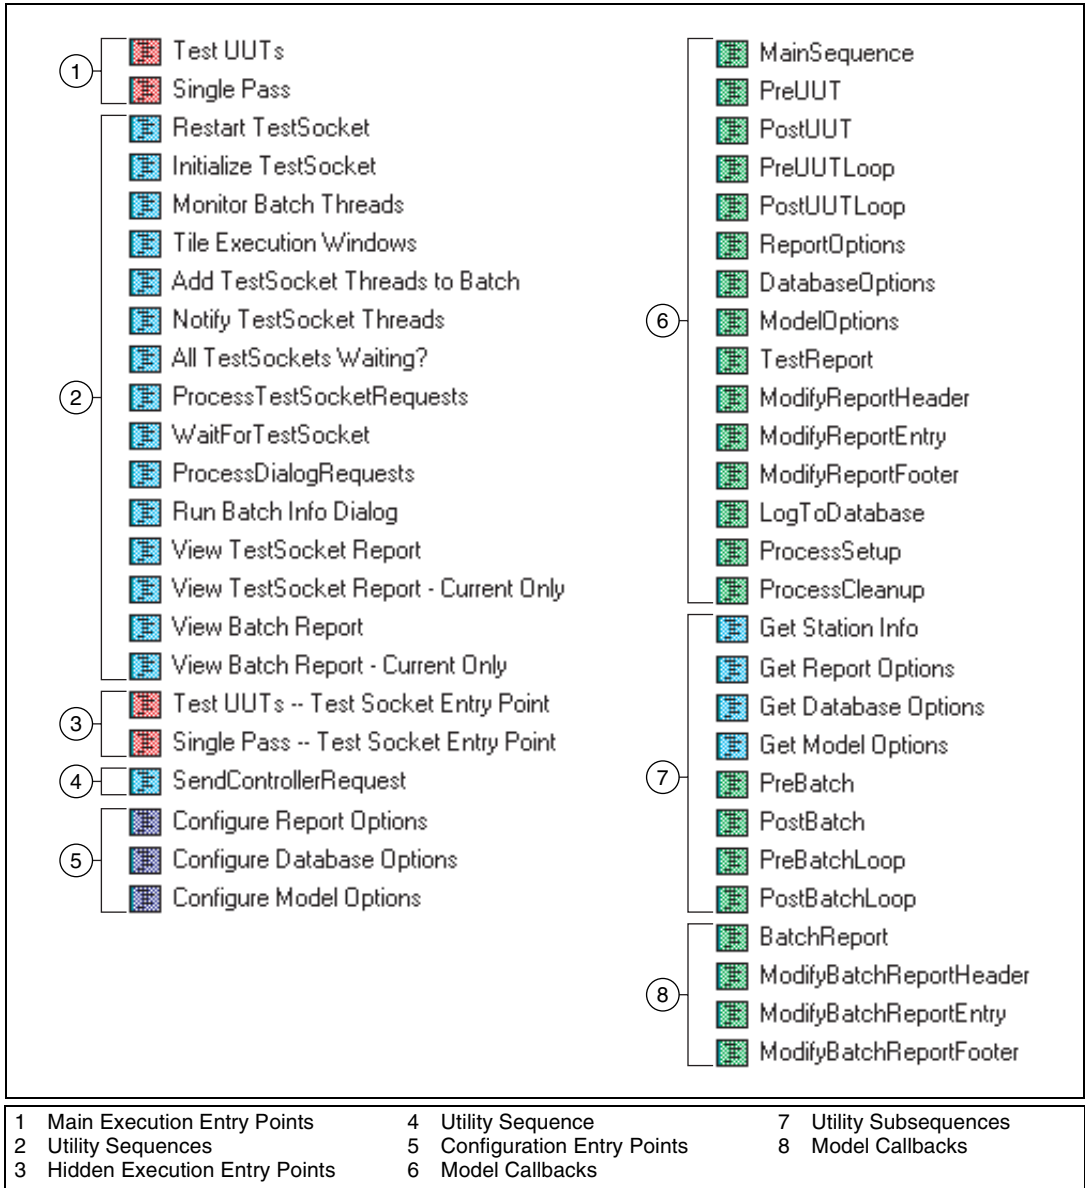 1
Test UUTs
Single Pass
2
Restart TestSocket
Initialize TestSocket
Monitor Batch Threads
Tile Execution Windows
Add TestSocket Threads to Batch
Notify TestSocket Threads
All TestSockets Waiting?
ProcessTestSocketRequests
WaitForTestSocket
ProcessDialogRequests
Run Batch Info Dialog
View TestSocket Report
View TestSocket Report - Current Only
View Batch Report
View Batch Report - Current Only
3
Test UUTs -- Test Socket Entry Point
Single Pass -- Test Socket Entry Point
4
SendControllerRequest
5
Configure Report Options
Configure Database Options
Configure Model Options
6
MainSequence
PreUUT
PostUUT
PreUUTLoop
PostUUTLoop
ReportOptions
DatabaseOptions
ModelOptions
TestReport
ModifyReportHeader
ModifyReportEntry
ModifyReportFooter
LogToDatabase
ProcessSetup
ProcessCleanup
7
Get Station Info
Get Report Options
Get Database Options
Get Model Options
PreBatch
PostBatch
PreBatchLoop
PostBatchLoop
8
BatchReport
ModifyBatchReportHeader
ModifyBatchReportEntry
ModifyBatchReportFooter
1 Main Execution Entry Points
2 Utility Sequences
3 Hidden Execution Entry Points
4 Utility Sequence
5 Configuration Entry Points
6 Model Callbacks
7 Utility Subsequences
8 Model Callbacks